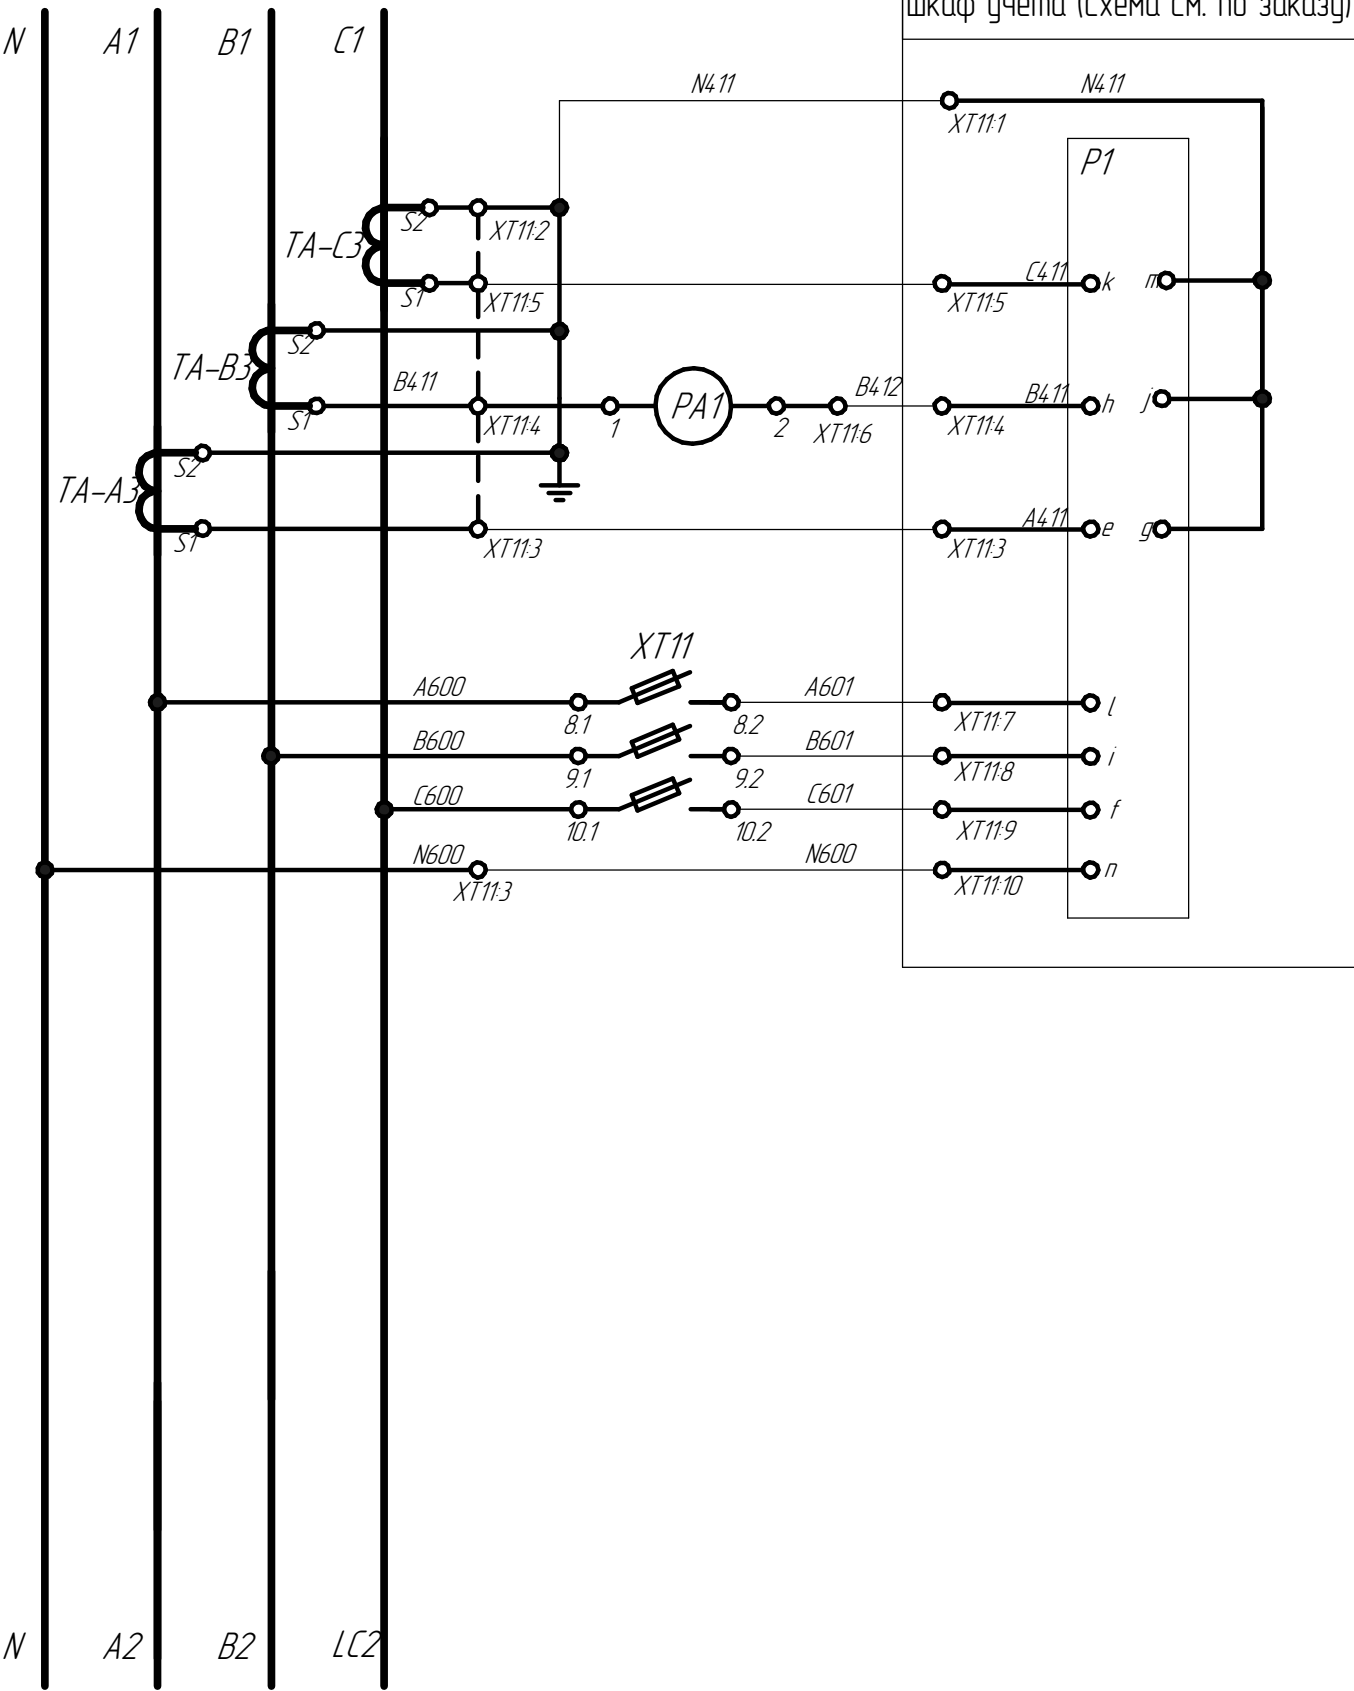 шкаф учета (схема см. по заказу)
N A1 B1 C1
N411 N411
XT11:1
P1
S2
XT11:2
TA-C3
C411 k m
S1 XT11:5 XT11:5
S2
TA-B3
B411 B412 B411 h j
PA1
S1 XT11:4 1 2 XT11:6 XT11:4
S2
TA-A3
A411 e g
S1 XT11:3 XT11:3
XT11
A600 A601 l
8.1 8.2 XT11:7
B600 B601 i
9.1 9.2 XT11:8
C600 C601 f
10.1 10.2 XT11:9
N600 N600 n
XT11:3 XT11:10
N A2 B2 LC2